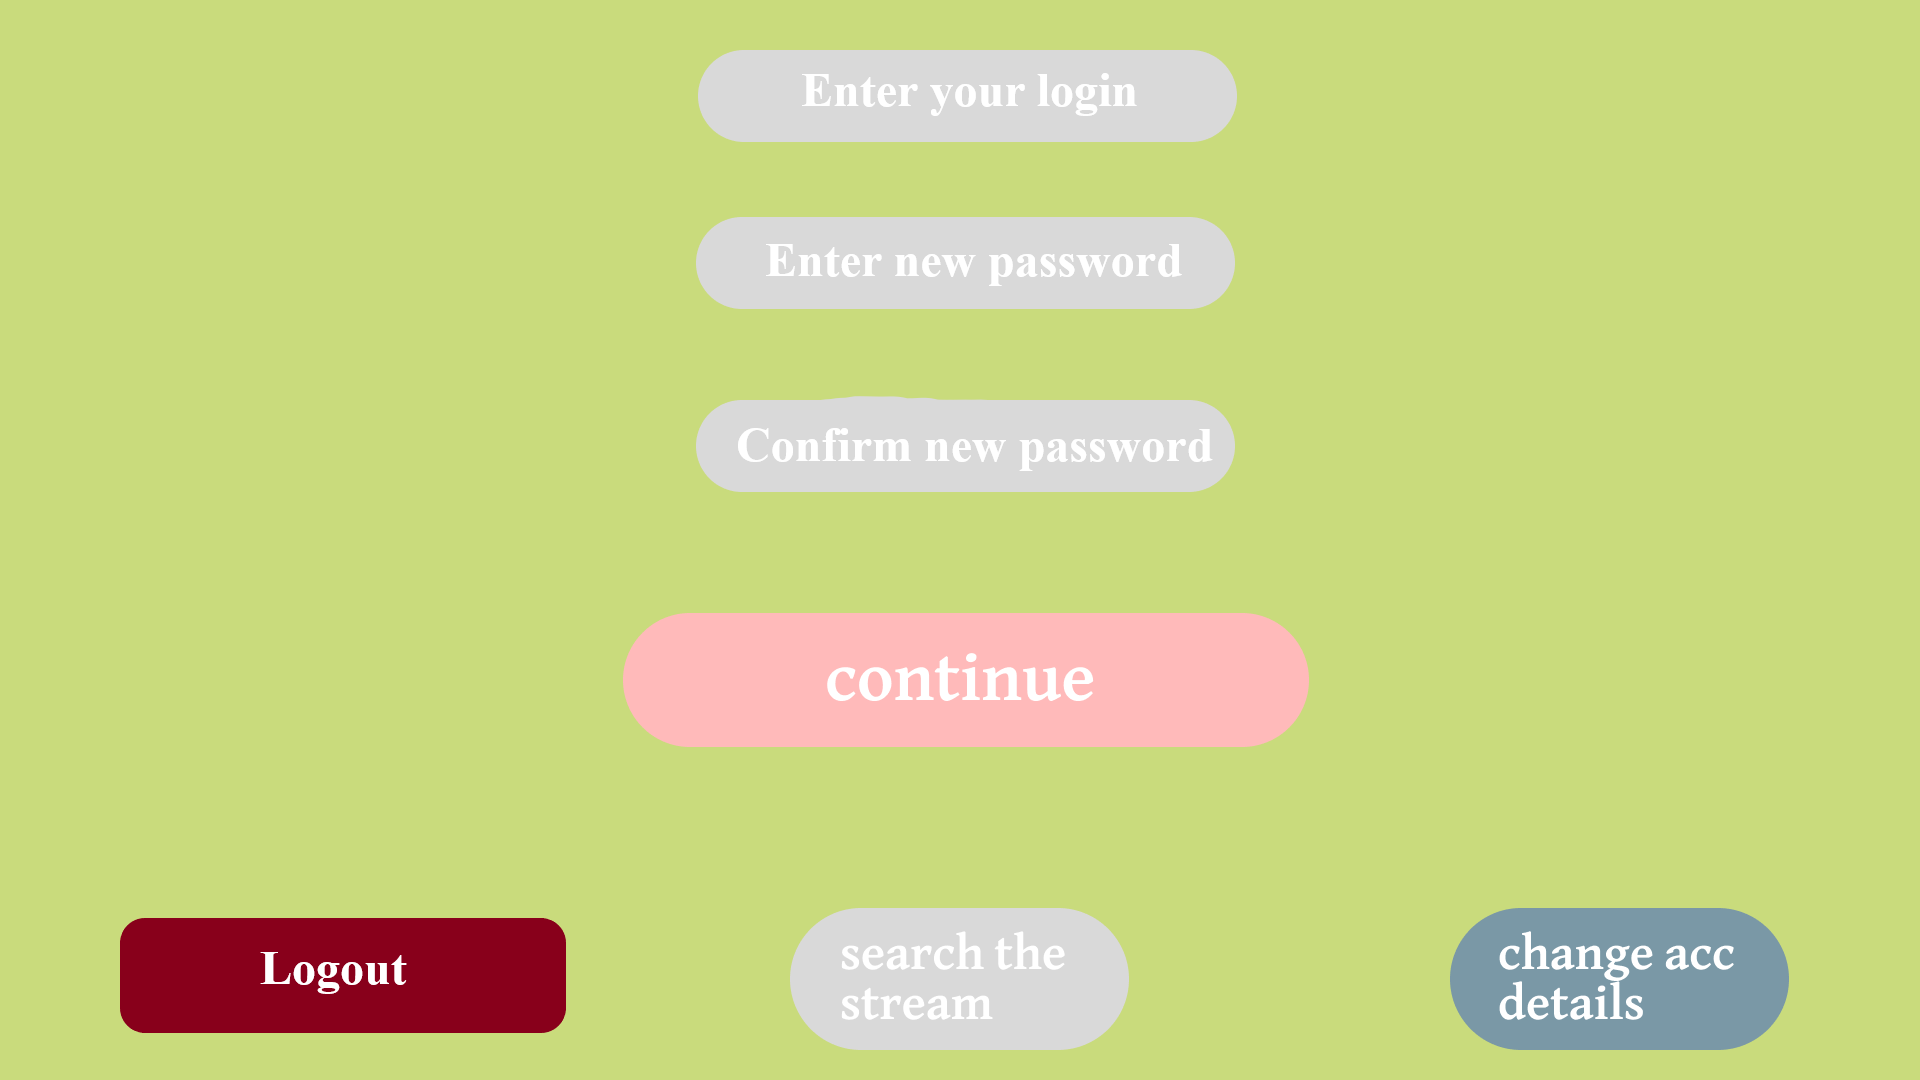 Enter your login
Enter new password
Confirm new password
continue
Logout
search the
stream
change acc
details